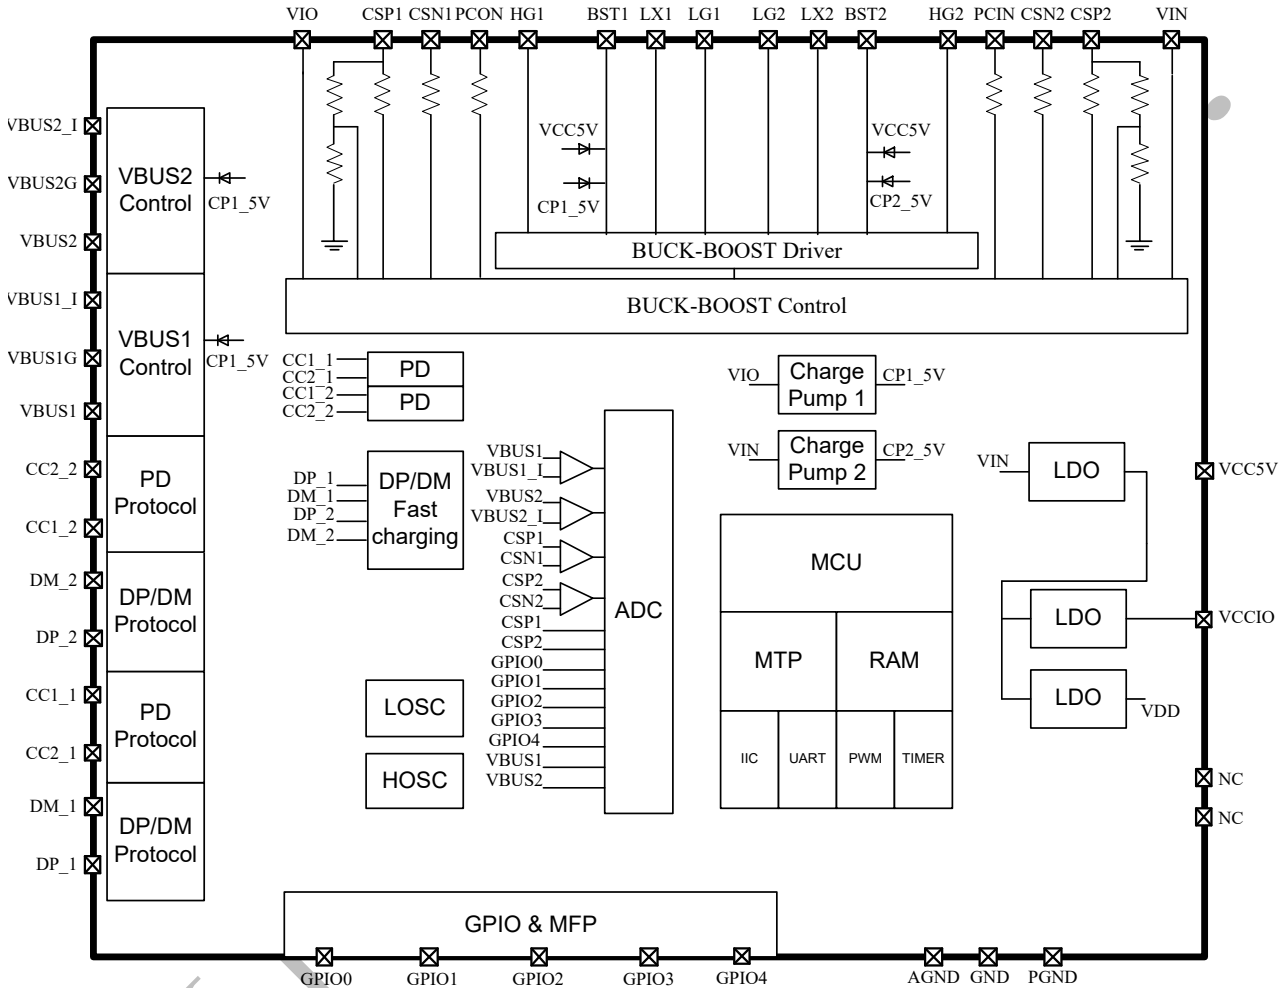 VIO CSP1 CSN1 PCON HG1 BST1 LX1 LG1 LG2 LX2 BST2 HG2 PCIN CSN2 CSP2 VIN
VBUS2_I
VBUS2G
VBUS2
VBUS1_I
VBUS1G
VBUS1
CC2_2
CC1_2
DM_2
DP_2
CC1_1
CC2_1
DM_1
DP_1
VBUS2
Control
CP1_5V
VBUS1
Control
CP1_5V
PD
Protocol
DP/DM
Protocol
PD
Protocol
DP/DM
Protocol
VCC5V
CP1_5V
VCC5V
CP2_5V
BUCK-BOOST Driver
BUCK-BOOST Control
CC1_1
CC2_1
CC1_2
CC2_2
PD
PD
DP_1
DM_1
DP_2
DM_2
DP/DM
Fast
charging
LOSC
HOSC
VBUS1
VBUS1_I
VBUS2
VBUS2_I
CSP1
CSN1
CSP2
CSN2
CSP1
CSP2
GPIO0
GPIO1
GPIO2
GPIO3
GPIO4
VBUS1
VBUS2
ADC
VIO
Charge
Pump 1
CP1_5V
VIN
Charge
Pump 2
CP2_5V
MCU
MTP
RAM
IIC
UART
PWM
TIMER
VIN
LDO
LDO
LDO
VDD
VCC5V
VCCIO
NC
NC
GPIO & MFP
GPIO0 GPIO1 GPIO2 GPIO3 GPIO4 AGND GND PGND